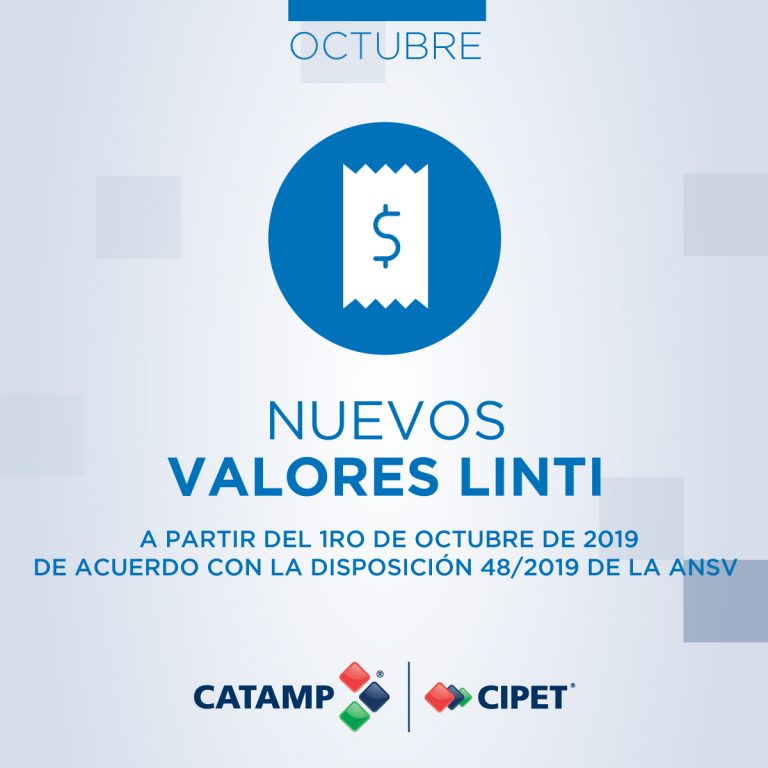 OCTUBRE
$
NUEVOS
VALORES LINTI
A PARTIR DEL 1RO DE OCTUBRE DE 2019
DE ACUERDO CON LA DISPOSICIÓN 48/2019 DE LA ANSV
CATAMP® | CIPET®